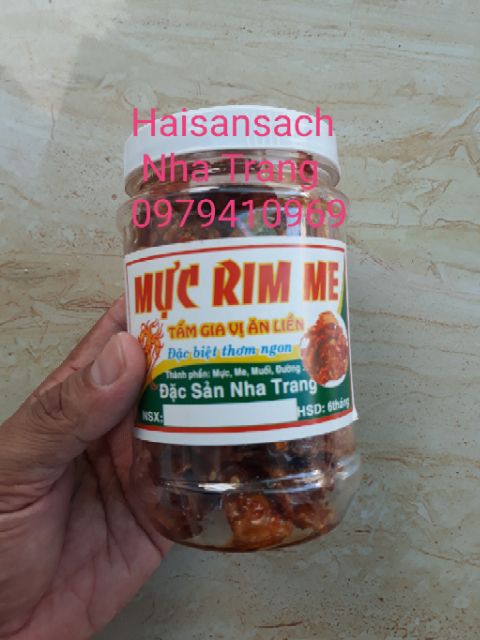 Haisansach
Nha Trang
0979410969
MỰC RIM ME
TẨM GIA VỊ ĂN LIỀN
Đặc biệt thơm ngon
Thành phần: Mực, Me, Muối, Đường
Đặc Sản Nha Trang
NSX:
HSD: 6tháng